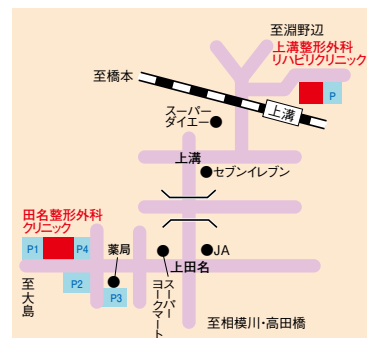 至淵野辺
上溝整形外科
リハビリクリニック
至橋本
P
上溝
スーパー
ダイエー
上溝
セブンイレブン
田名整形外科
クリニック
P1
P4
薬局
JA
上田名
P2
P3
至大島
スーパー
ヨークマート
至相模川・高田橋